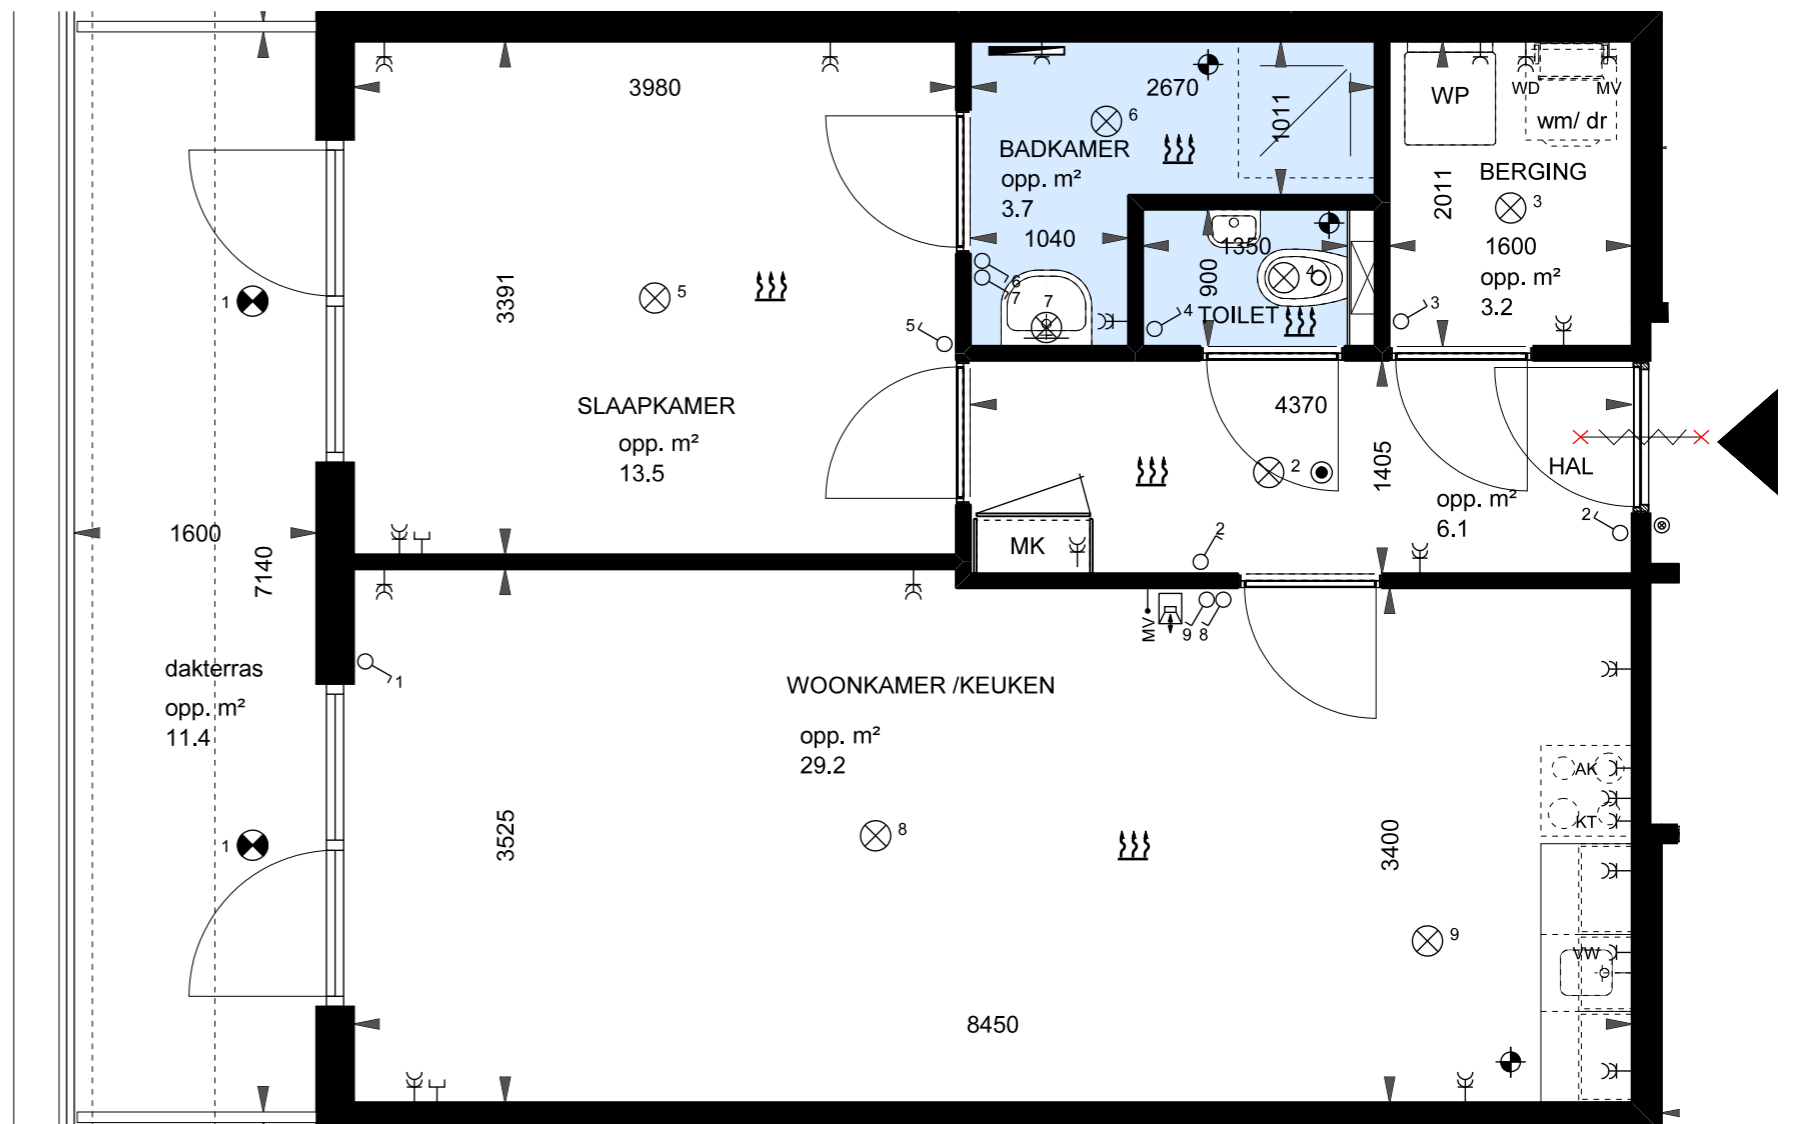 3980
2670
1011
WP
WD
MV
wm/ dr
6
BADKAMER
opp. m²
3.7
BERGING
3
2011
1040
1350
1600
opp. m²
3.2
900
4
TOILET
4
3
6
7
7
1
3391
5
5
SLAAPKAMER
opp. m²
13.5
4370
1405
2
HAL
opp. m²
6.1
2
2
MK
1600
7140
MV
9
8
1
dakterras
opp. m²
11.4
WOONKAMER /KEUKEN
opp. m²
29.2
AK
KT
3525
8
3400
1
9
VW
8450